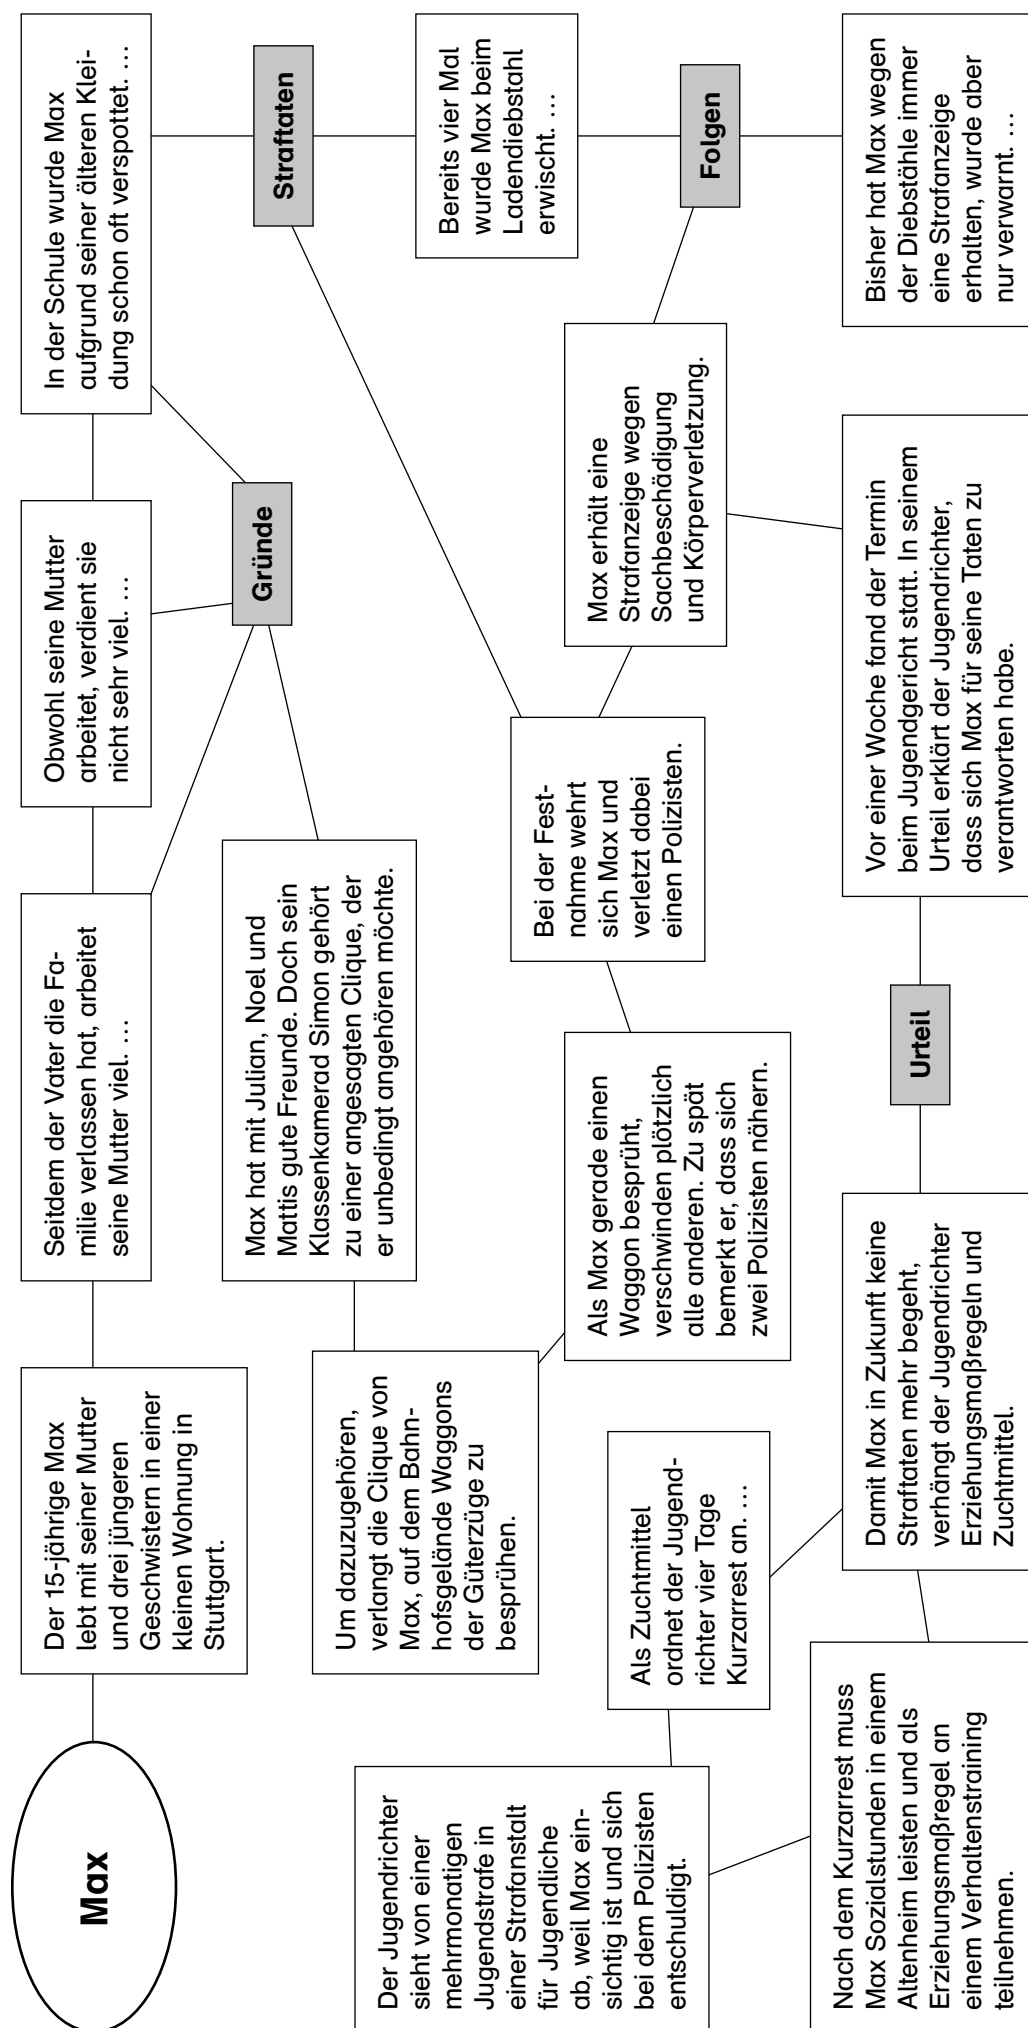 Max
Der 15-jährige Max
lebt mit seiner Mutter
und drei jüngeren
Geschwistern in einer
kleinen Wohnung in
Stuttgart.
Seitdem der Vater die Fa-
milie verlassen hat, arbeitet
seine Mutter viel. …
Obwohl seine Mutter
arbeitet, verdient sie
nicht sehr viel. …
In der Schule wurde Max
aufgrund seiner älteren Klei-
dung schon oft verspottet. …
Gründe
Straftaten
Max hat mit Julian, Noel und
Mattis gute Freunde. Doch sein
Klassenkamerad Simon gehört
zu einer angesagten Clique, der
er unbedingt angehören möchte.
Um dazuzugehören,
verlangt die Clique von
Max, auf dem Bahn-
hofsgelände Waggons
der Güterzüge zu
besprühen.
Als Max gerade einen
Waggon besprüht,
verschwinden plötzlich
alle anderen. Zu spät
bemerkt er, dass sich
zwei Polizisten nähern.
Bei der Fest-
nahme wehrt
sich Max und
verletzt dabei
einen Polizisten.
Bereits vier Mal
wurde Max beim
Ladendiebstahl
erwischt. …
Folgen
Max erhält eine
Strafanzeige wegen
Sachbeschädigung
und Körperverletzung.
Bisher hat Max wegen
der Diebstähle immer
eine Strafanzeige
erhalten, wurde aber
nur verwarnt. …
Vor einer Woche fand der Termin
beim Jugendgericht statt. In seinem
Urteil erklärt der Jugendrichter,
dass sich Max für seine Taten zu
verantworten habe.
Urteil
Damit Max in Zukunft keine
Straftaten mehr begeht,
verhängt der Jugendrichter
Erziehungsmaßregeln und
Zuchtmittel.
Als Zuchtmittel
ordnet der Jugend-
richter vier Tage
Kurzarrest an. …
Der Jugendrichter
sieht von einer
mehrmonatigen
Jugendstrafe in
einer Strafanstalt
für Jugendliche
ab, weil Max ein-
sichtig ist und sich
bei dem Polizisten
entschuldigt.
Nach dem Kurzarrest muss
Max Sozialstunden in einem
Altenheim leisten und als
Erziehungsmaßregel an
einem Verhaltenstraining
teilnehmen.